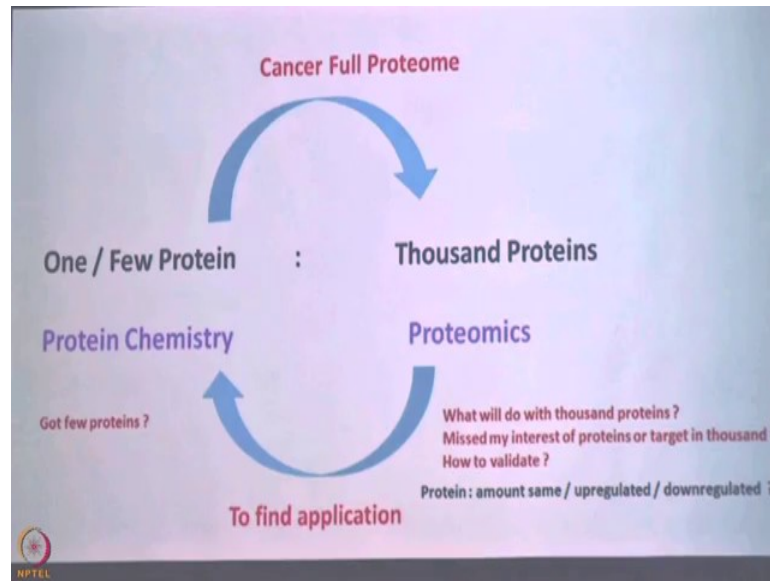 Cancer Full Proteome
One / Few Protein : Thousand Proteins
Protein Chemistry
Proteomics
Got few proteins ?
What will do with thousand proteins ?
Missed my interest of proteins or target in thousand
How to validate ?
Protein : amount same / upregulated / downregulated ?
To find application
NPTEL